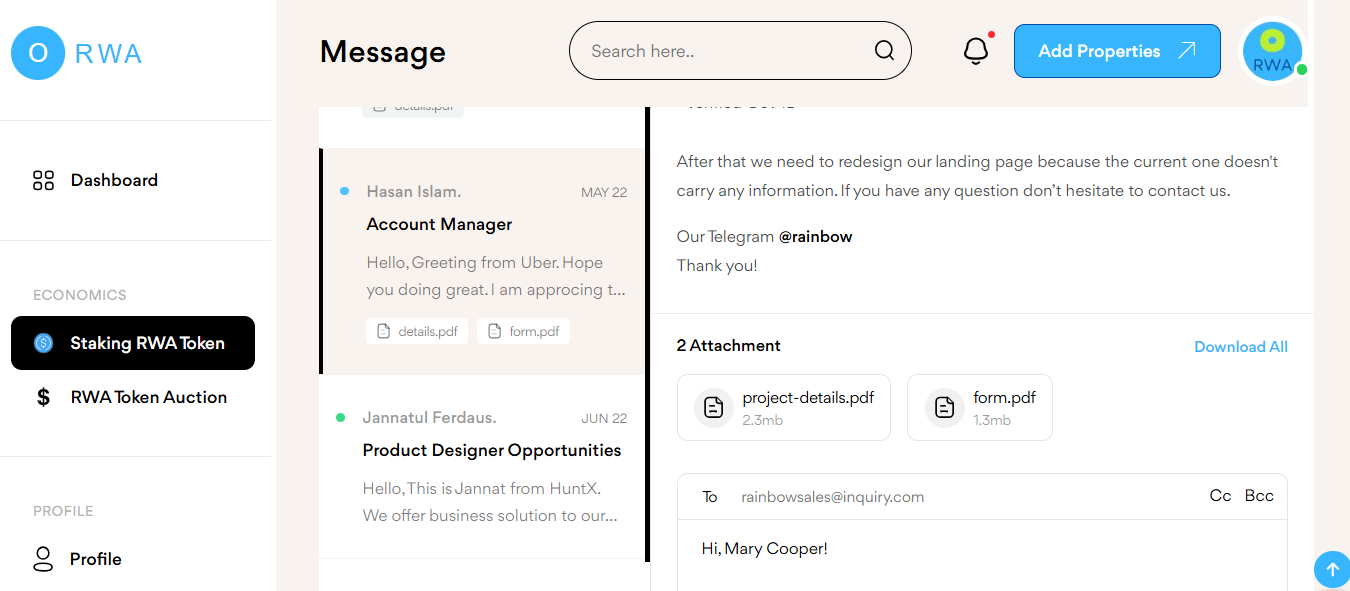 O RWA
Message
Search here..
Add Properties
RWA
Dashboard
ECONOMICS
Staking RWA Token
RWA Token Auction
PROFILE
Profile
details.pdf
Hasan Islam. MAY 22
Account Manager
Hello, Greeting from Uber. Hope
you doing great. I am approcing t...
details.pdf form.pdf
Jannatul Ferdaus. JUN 22
Product Designer Opportunities
Hello, This is Jannat from HuntX.
We offer business solution to our...
After that we need to redesign our landing page because the current one doesn't
carry any information. If you have any question don’t hesitate to contact us.
Our Telegram @rainbow
Thank you!
2 Attachment Download All
project-details.pdf
2.3mb
form.pdf
1.3mb
To rainbowsales@inquiry.com Cc Bcc
Hi, Mary Cooper!